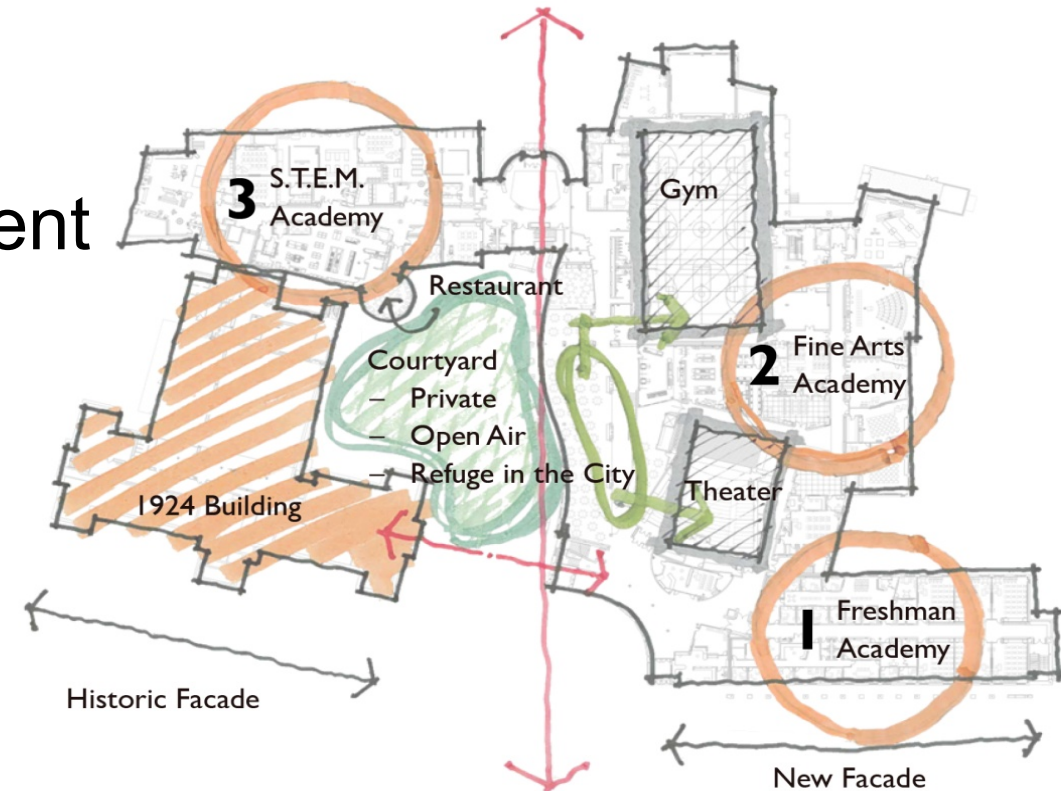 ent
3 S.T.E.M.
Academy
Gym
Restaurant
Courtyard
– Private
– Open Air
– Refuge in the City
2 Fine Arts
Academy
Theater
1924 Building
1 Freshman
Academy
Historic Facade
New Facade